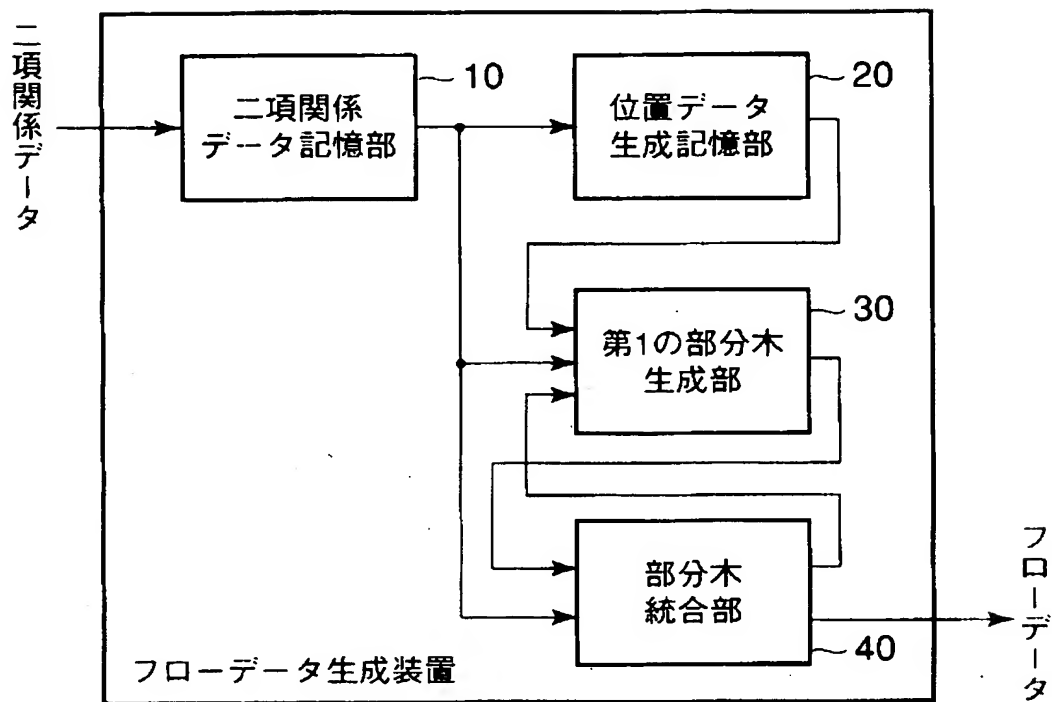 二項関係データ
二項関係
データ記憶部
10
位置データ
生成記憶部
20
第1の部分木
生成部
30
部分木
統合部
40
フローデータ生成装置
フローデータ